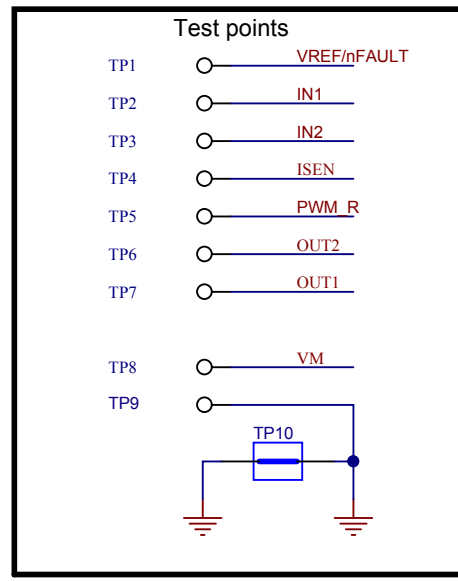 Test points
TP1 VREF/nFAULT
TP2 IN1
TP3 IN2
TP4 ISEN
TP5 PWM_R
TP6 OUT2
TP7 OUT1
TP8 VM
TP9
TP10